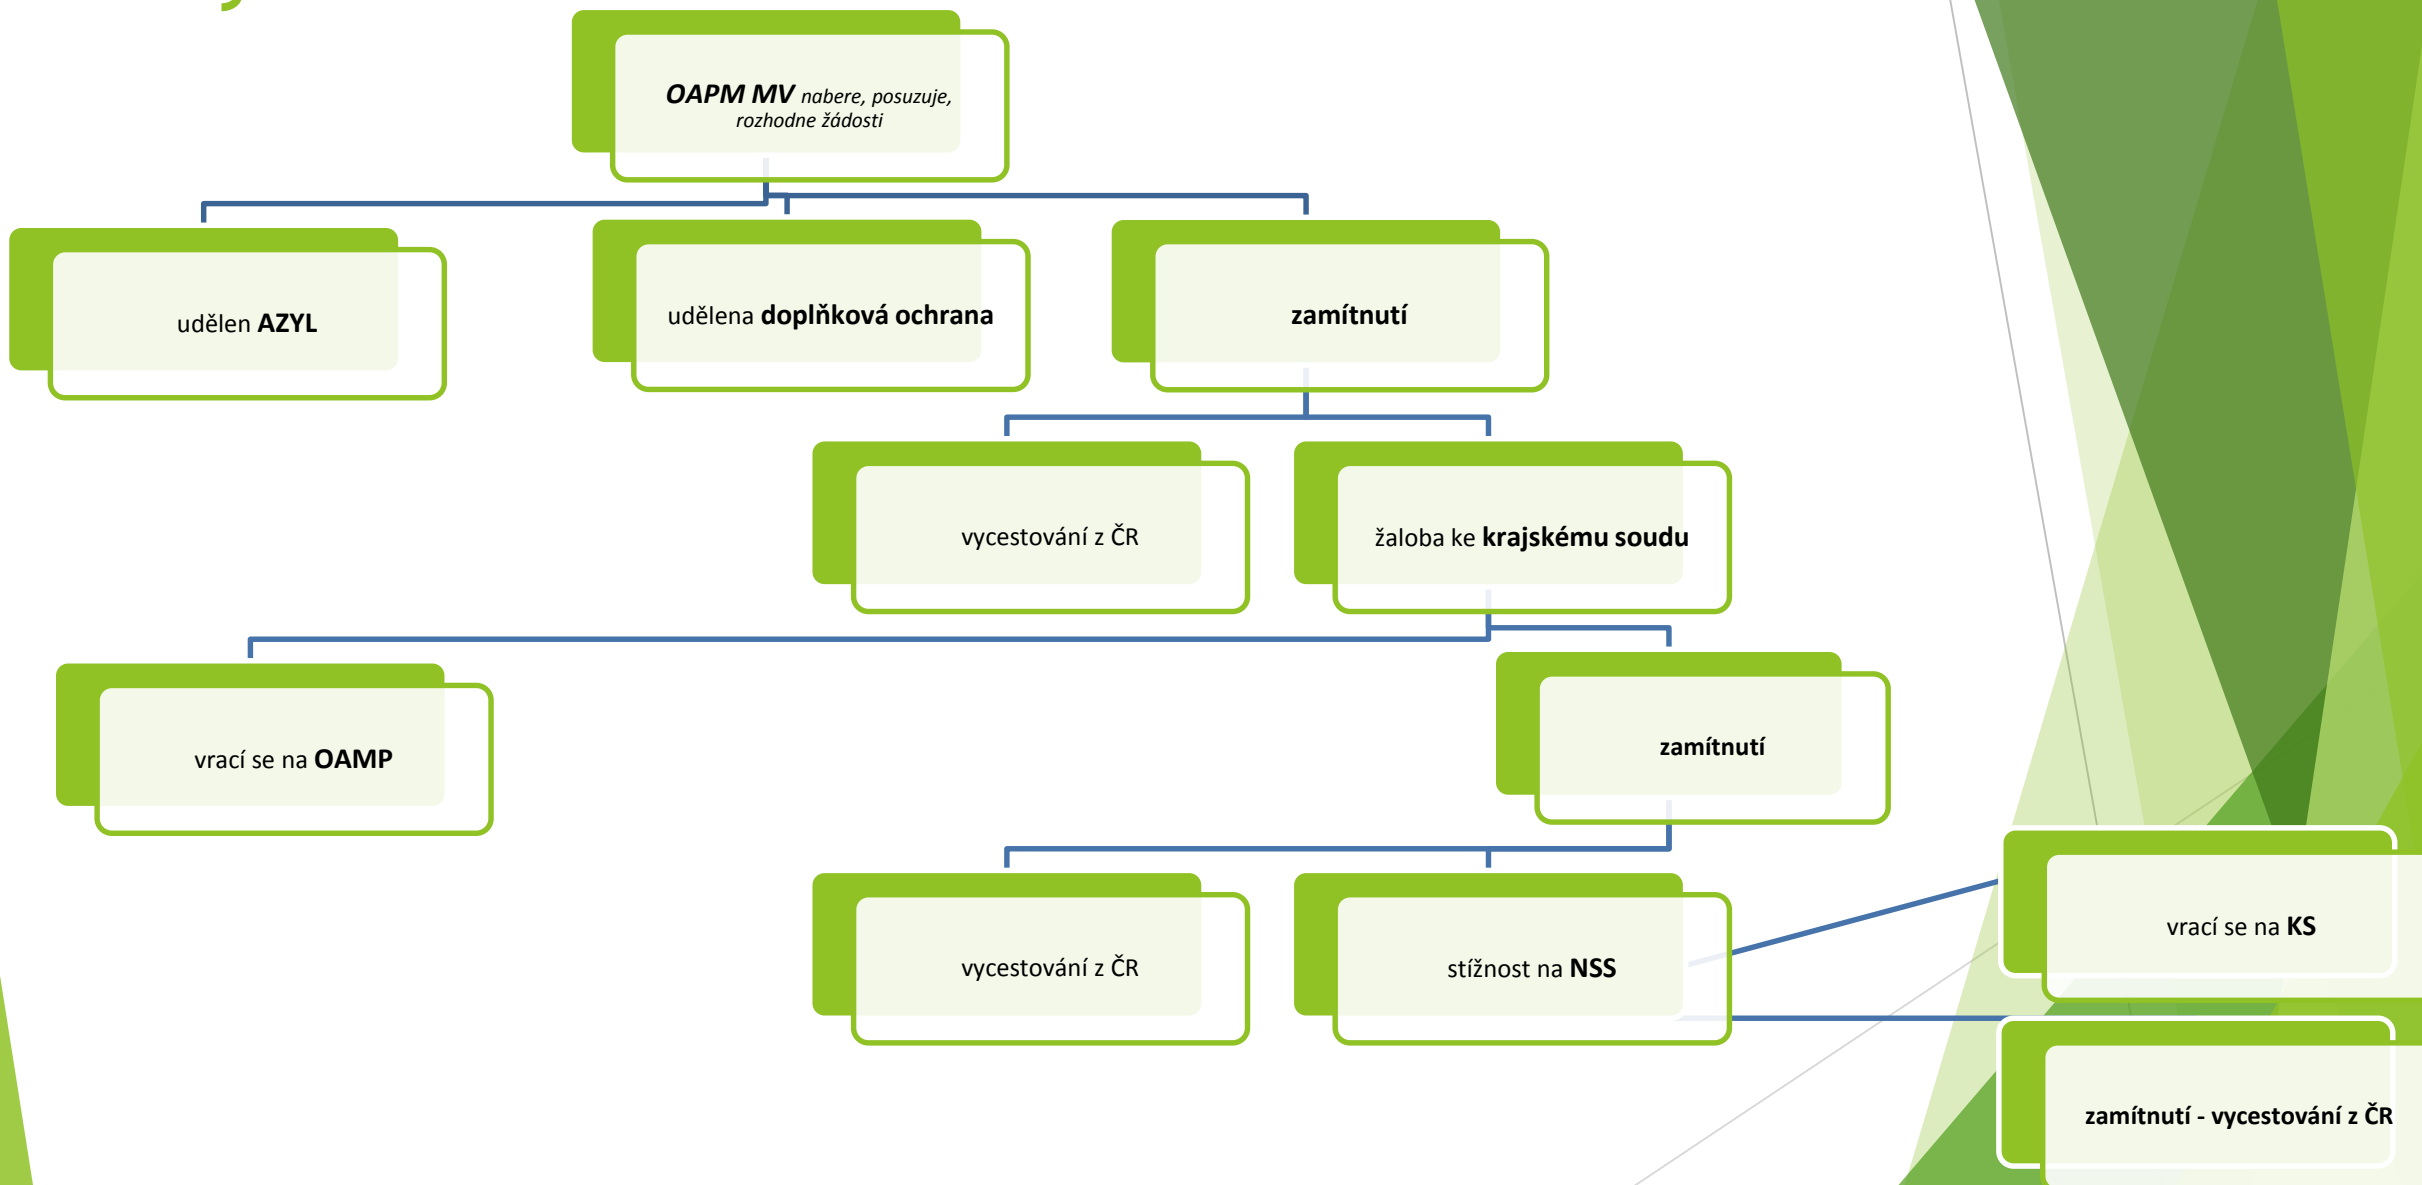 OAPM MV nabere, posuzuje,
rozhodne žádosti
udělen AZYL
udělena doplňková ochrana
zamítnutí
vycestování z ČR
žaloba ke krajskému soudu
vrací se na OAMP
zamítnutí
vycestování z ČR
stížnost na NSS
vrací se na KS
zamítnutí - vycestování z ČR